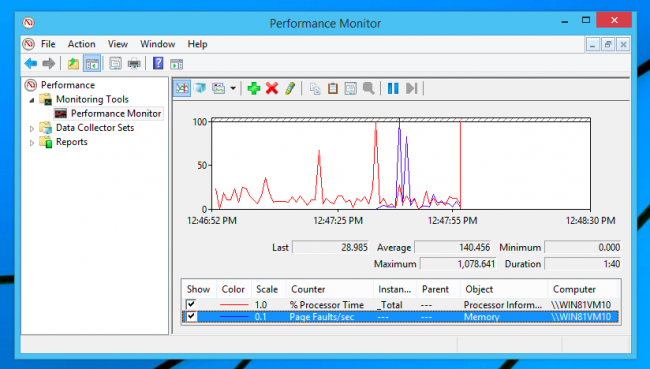 Performance Monitor
File Action View Window Help
Performance
Monitoring Tools
Performance Monitor
Data Collector Sets
Reports
100
50
0
12:46:52 PM 12:47:25 PM 12:47:55 PM 12:48:30 PM
Last 28.985 Average 140.456 Minimum 0.000
Maximum 1,078.641 Duration 1:40
Show Color Scale Counter Instan... Parent Object Computer
1.0 % Processor Time _Total --- Processor Inform... \\WIN81VM10
0.1 Page Faults/sec --- --- Memory \\WIN81VM10